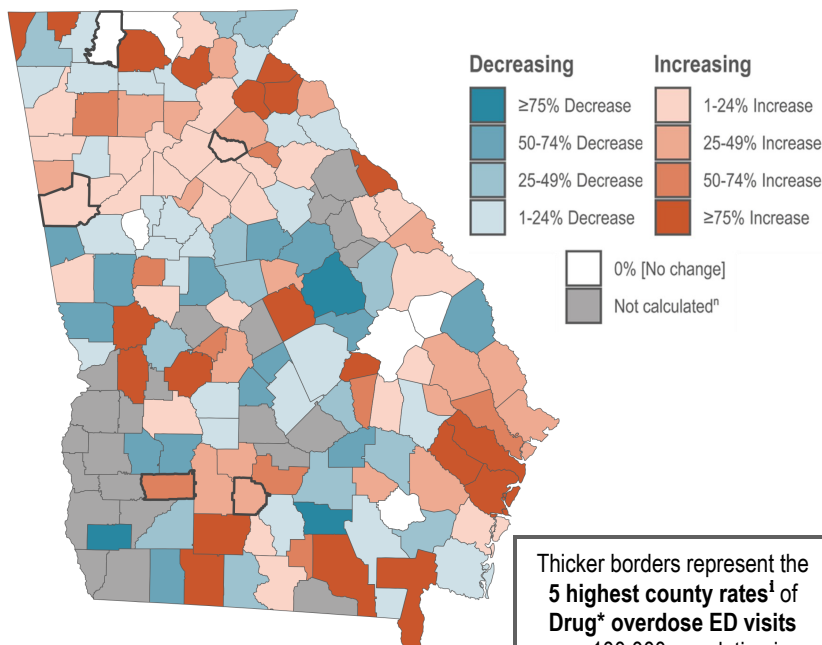 Decreasing
≥75% Decrease
50-74% Decrease
25-49% Decrease
1-24% Decrease
Increasing
1-24% Increase
25-49% Increase
50-74% Increase
≥75% Increase
0% [No change]
Not calculatedⁿ
Thicker borders represent the
5 highest county rates¹ of
Drug* overdose ED visits